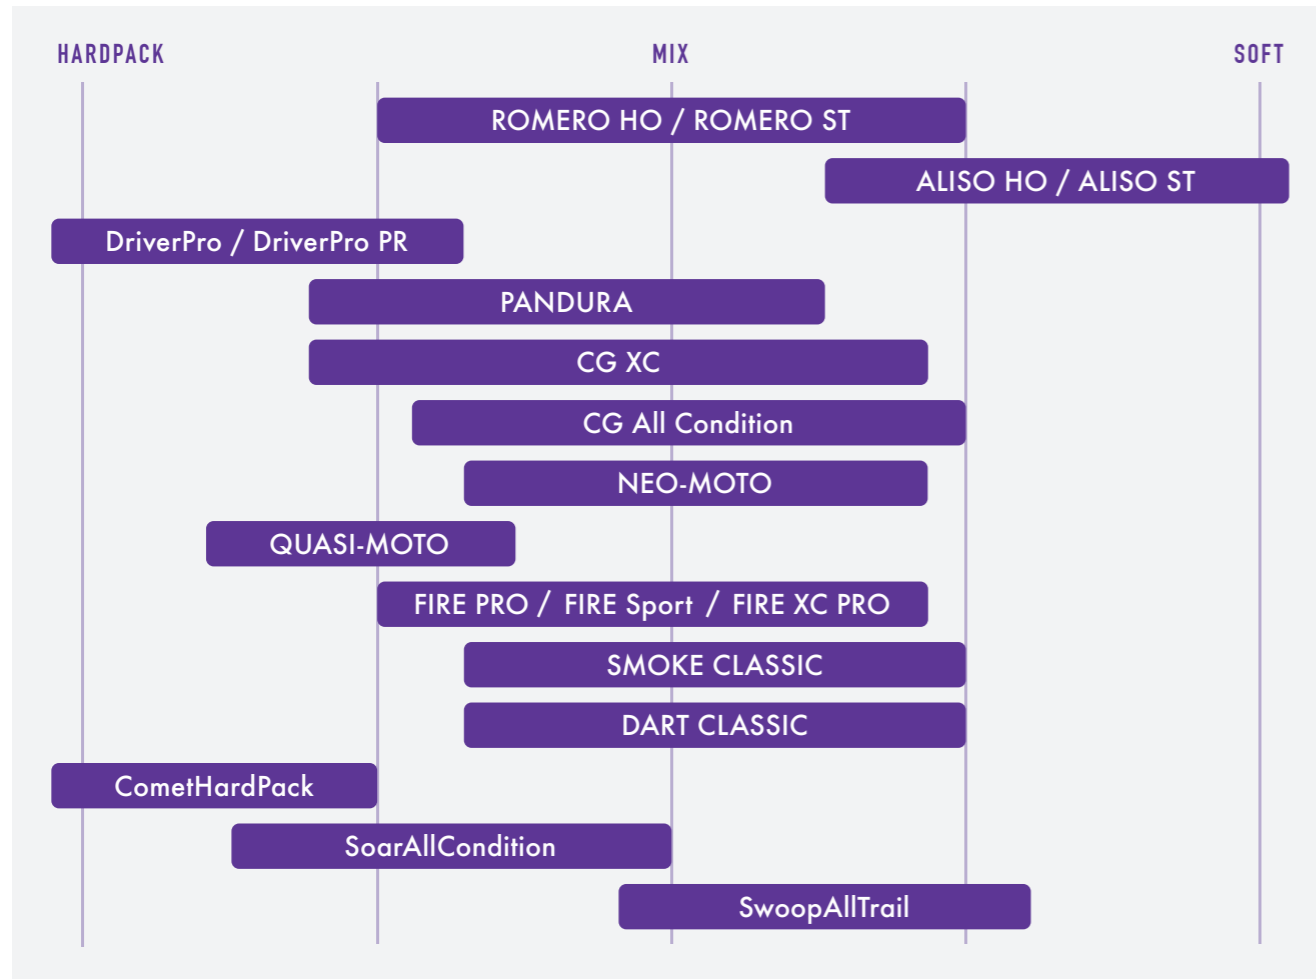 HARDPACK MIX SOFT
ROMERO HO / ROMERO ST
ALISO HO / ALISO ST
DriverPro / DriverPro PR
PANDURA
CG XC
CG All Condition
NEO-MOTO
QUASI-MOTO
FIRE PRO / FIRE Sport / FIRE XC PRO
SMOKE CLASSIC
DART CLASSIC
CometHardPack
SoarAllCondition
SwoopAllTrail